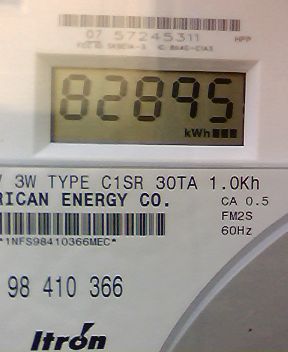 07 57245311 HPP
82895
kWh
V 3W TYPE C1SR 30TA 1.0Kh
RICAN ENERGY CO. CA 0.5
FM2S
*1NFS98410366MEC* 60Hz
98 410 366
Itron